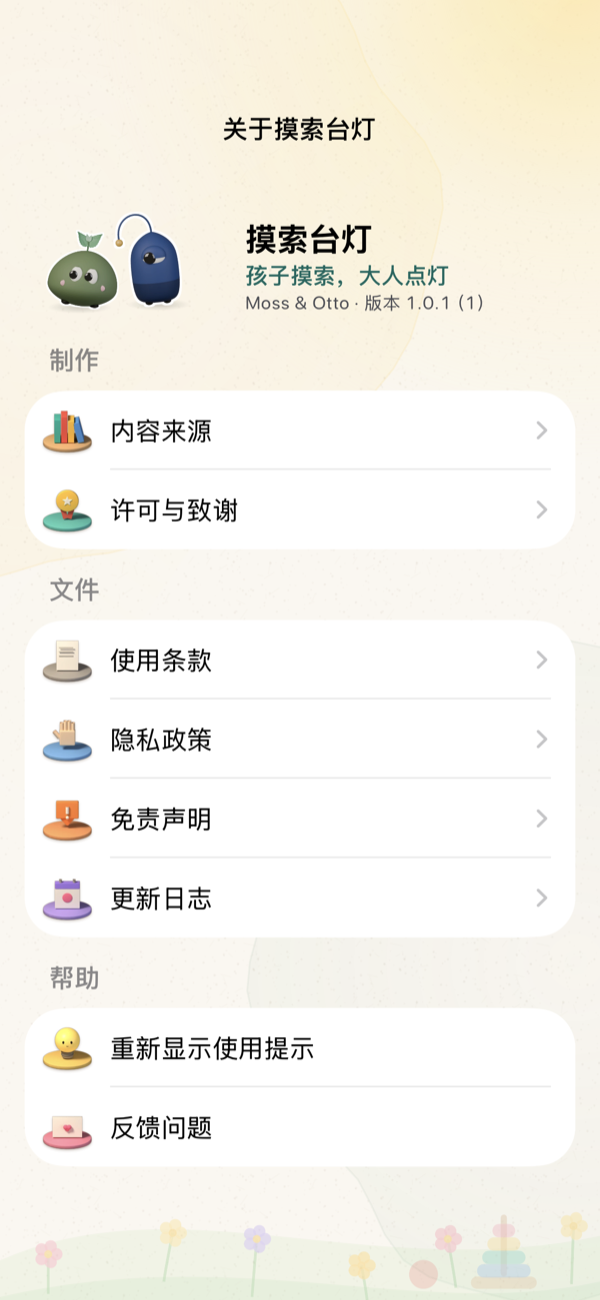 关于摸索台灯
摸索台灯
孩子摸索，大人点灯
Moss & Otto · 版本 1.0.1 (1)
制作
内容来源
许可与致谢
文件
使用条款
隐私政策
免责声明
更新日志
帮助
重新显示使用提示
反馈问题